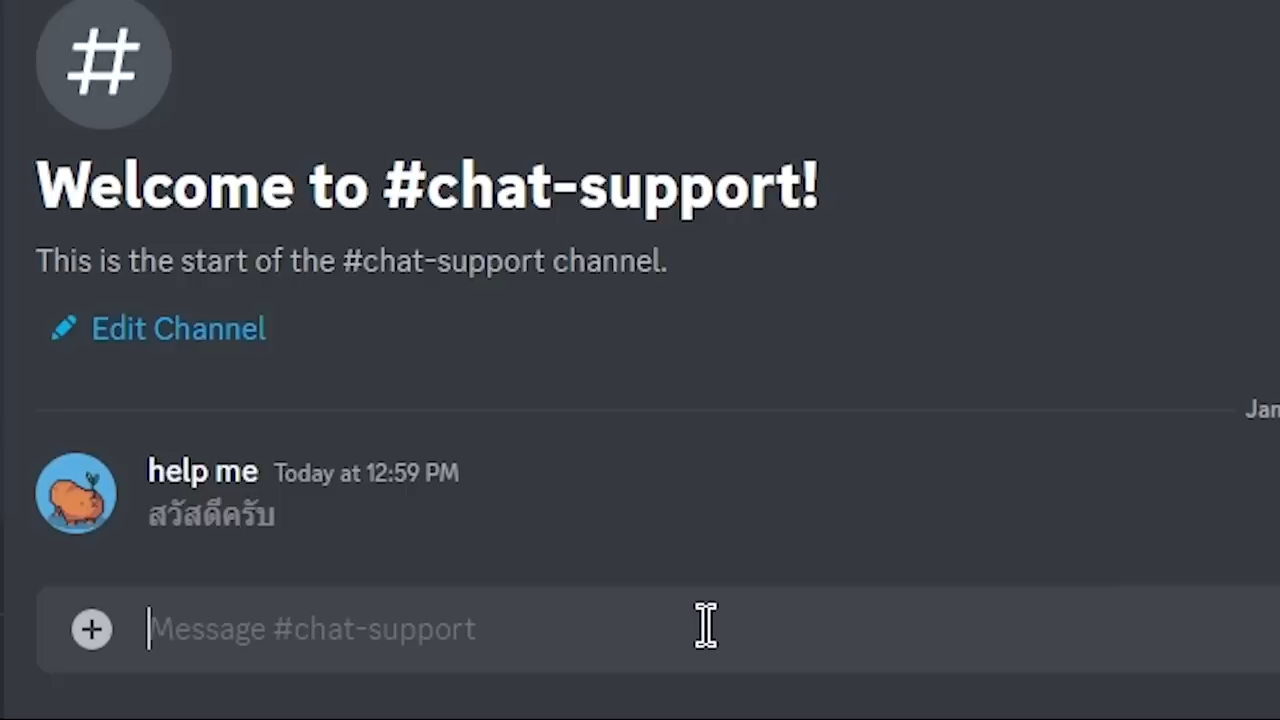 #
Welcome to #chat-support!
This is the start of the #chat-support channel.
Edit Channel
Jan
help me Today at 12:59 PM
สวัสดีครับ
Message #chat-support